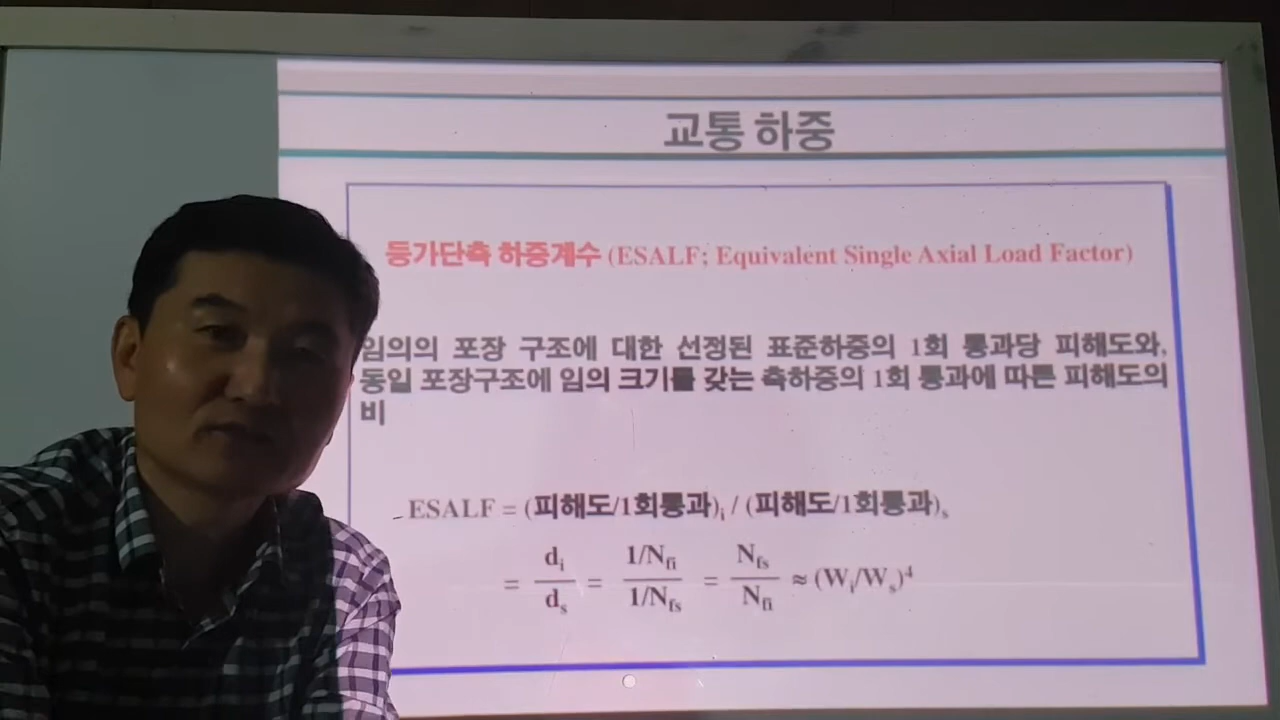 교통 하중
등가단축 하중계수 (ESALF; Equivalent Single Axial Load Factor)
임의의 포장 구조에 대한 선정된 표준하중의 1회 통과당 피해도와,
동일 포장구조에 임의 크기를 갖는 축하중의 1회 통과에 따른 피해도의
비
ESALF = (피해도/1회통과)i / (피해도/1회통과)s
= di/ds = 1/Nfi / 1/Nfs = Nfs/Nfi ≈ (Wi/Ws)⁴